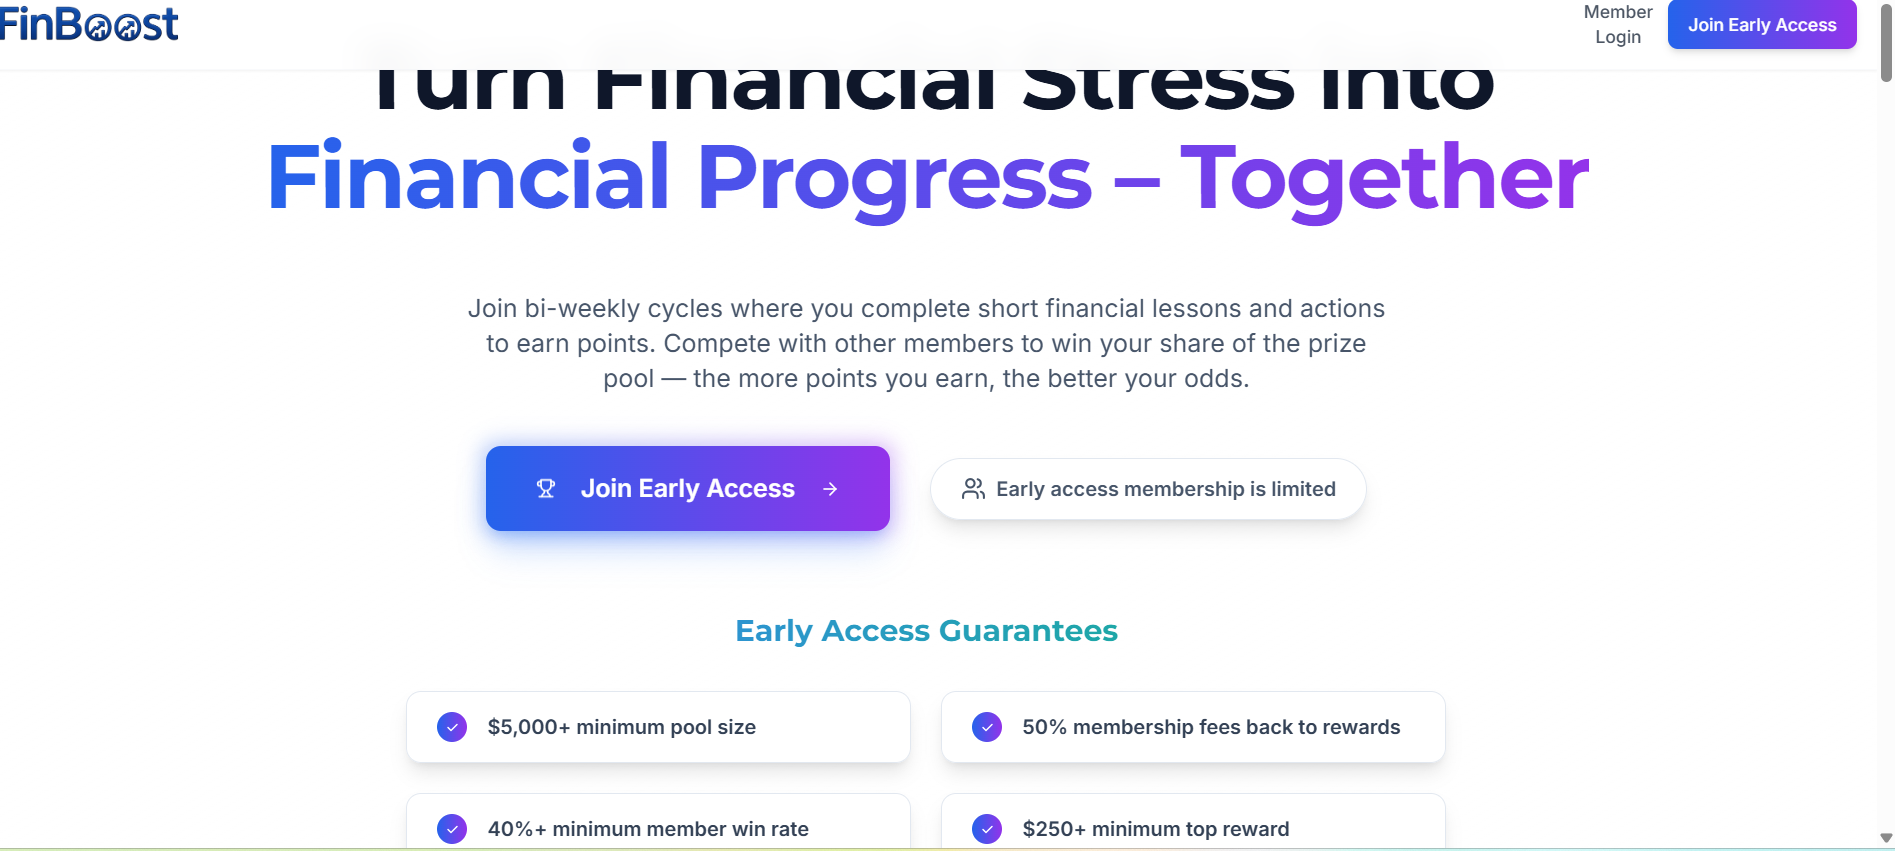 FinBoost
Member
Login
Join Early Access
Turn Financial Stress Into
Financial Progress – Together
Join bi-weekly cycles where you complete short financial lessons and actions
to earn points. Compete with other members to win your share of the prize
pool — the more points you earn, the better your odds.
Join Early Access →
Early access membership is limited
Early Access Guarantees
$5,000+ minimum pool size
50% membership fees back to rewards
40%+ minimum member win rate
$250+ minimum top reward